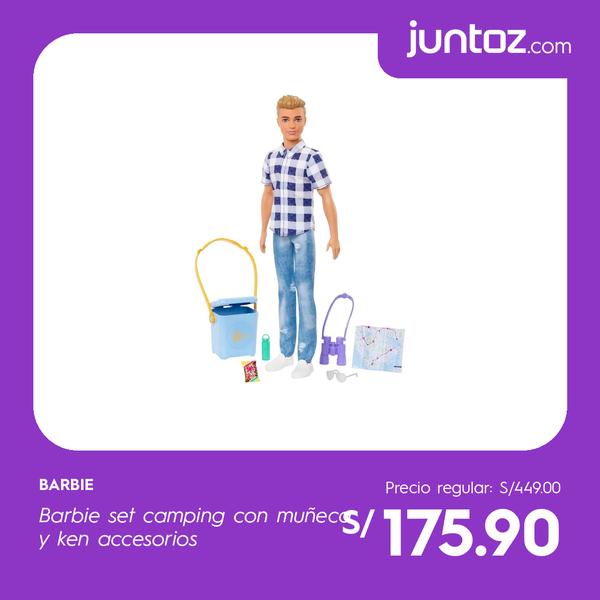 juntoz.com
BARBIE
Barbie set camping con muñeca
y ken accesorios
Precio regular: S/449.00
S/175.90